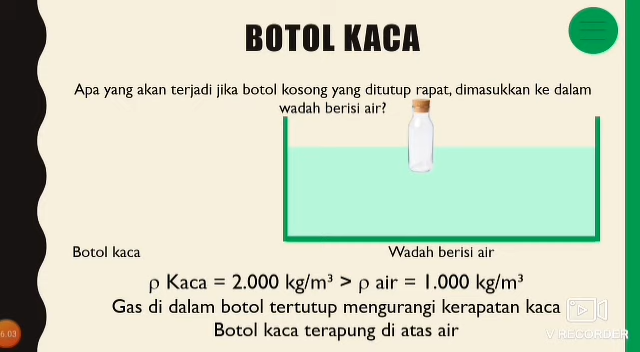 BOTOL KACA
Apa yang akan terjadi jika botol kosong yang ditutup rapat, dimasukkan ke dalam
wadah berisi air?
Botol kaca
Wadah berisi air
ρ Kaca = 2.000 kg/m³ > ρ air = 1.000 kg/m³
Gas di dalam botol tertutup mengurangi kerapatan kaca
Botol kaca terapung di atas air
6.03
V RECORDER